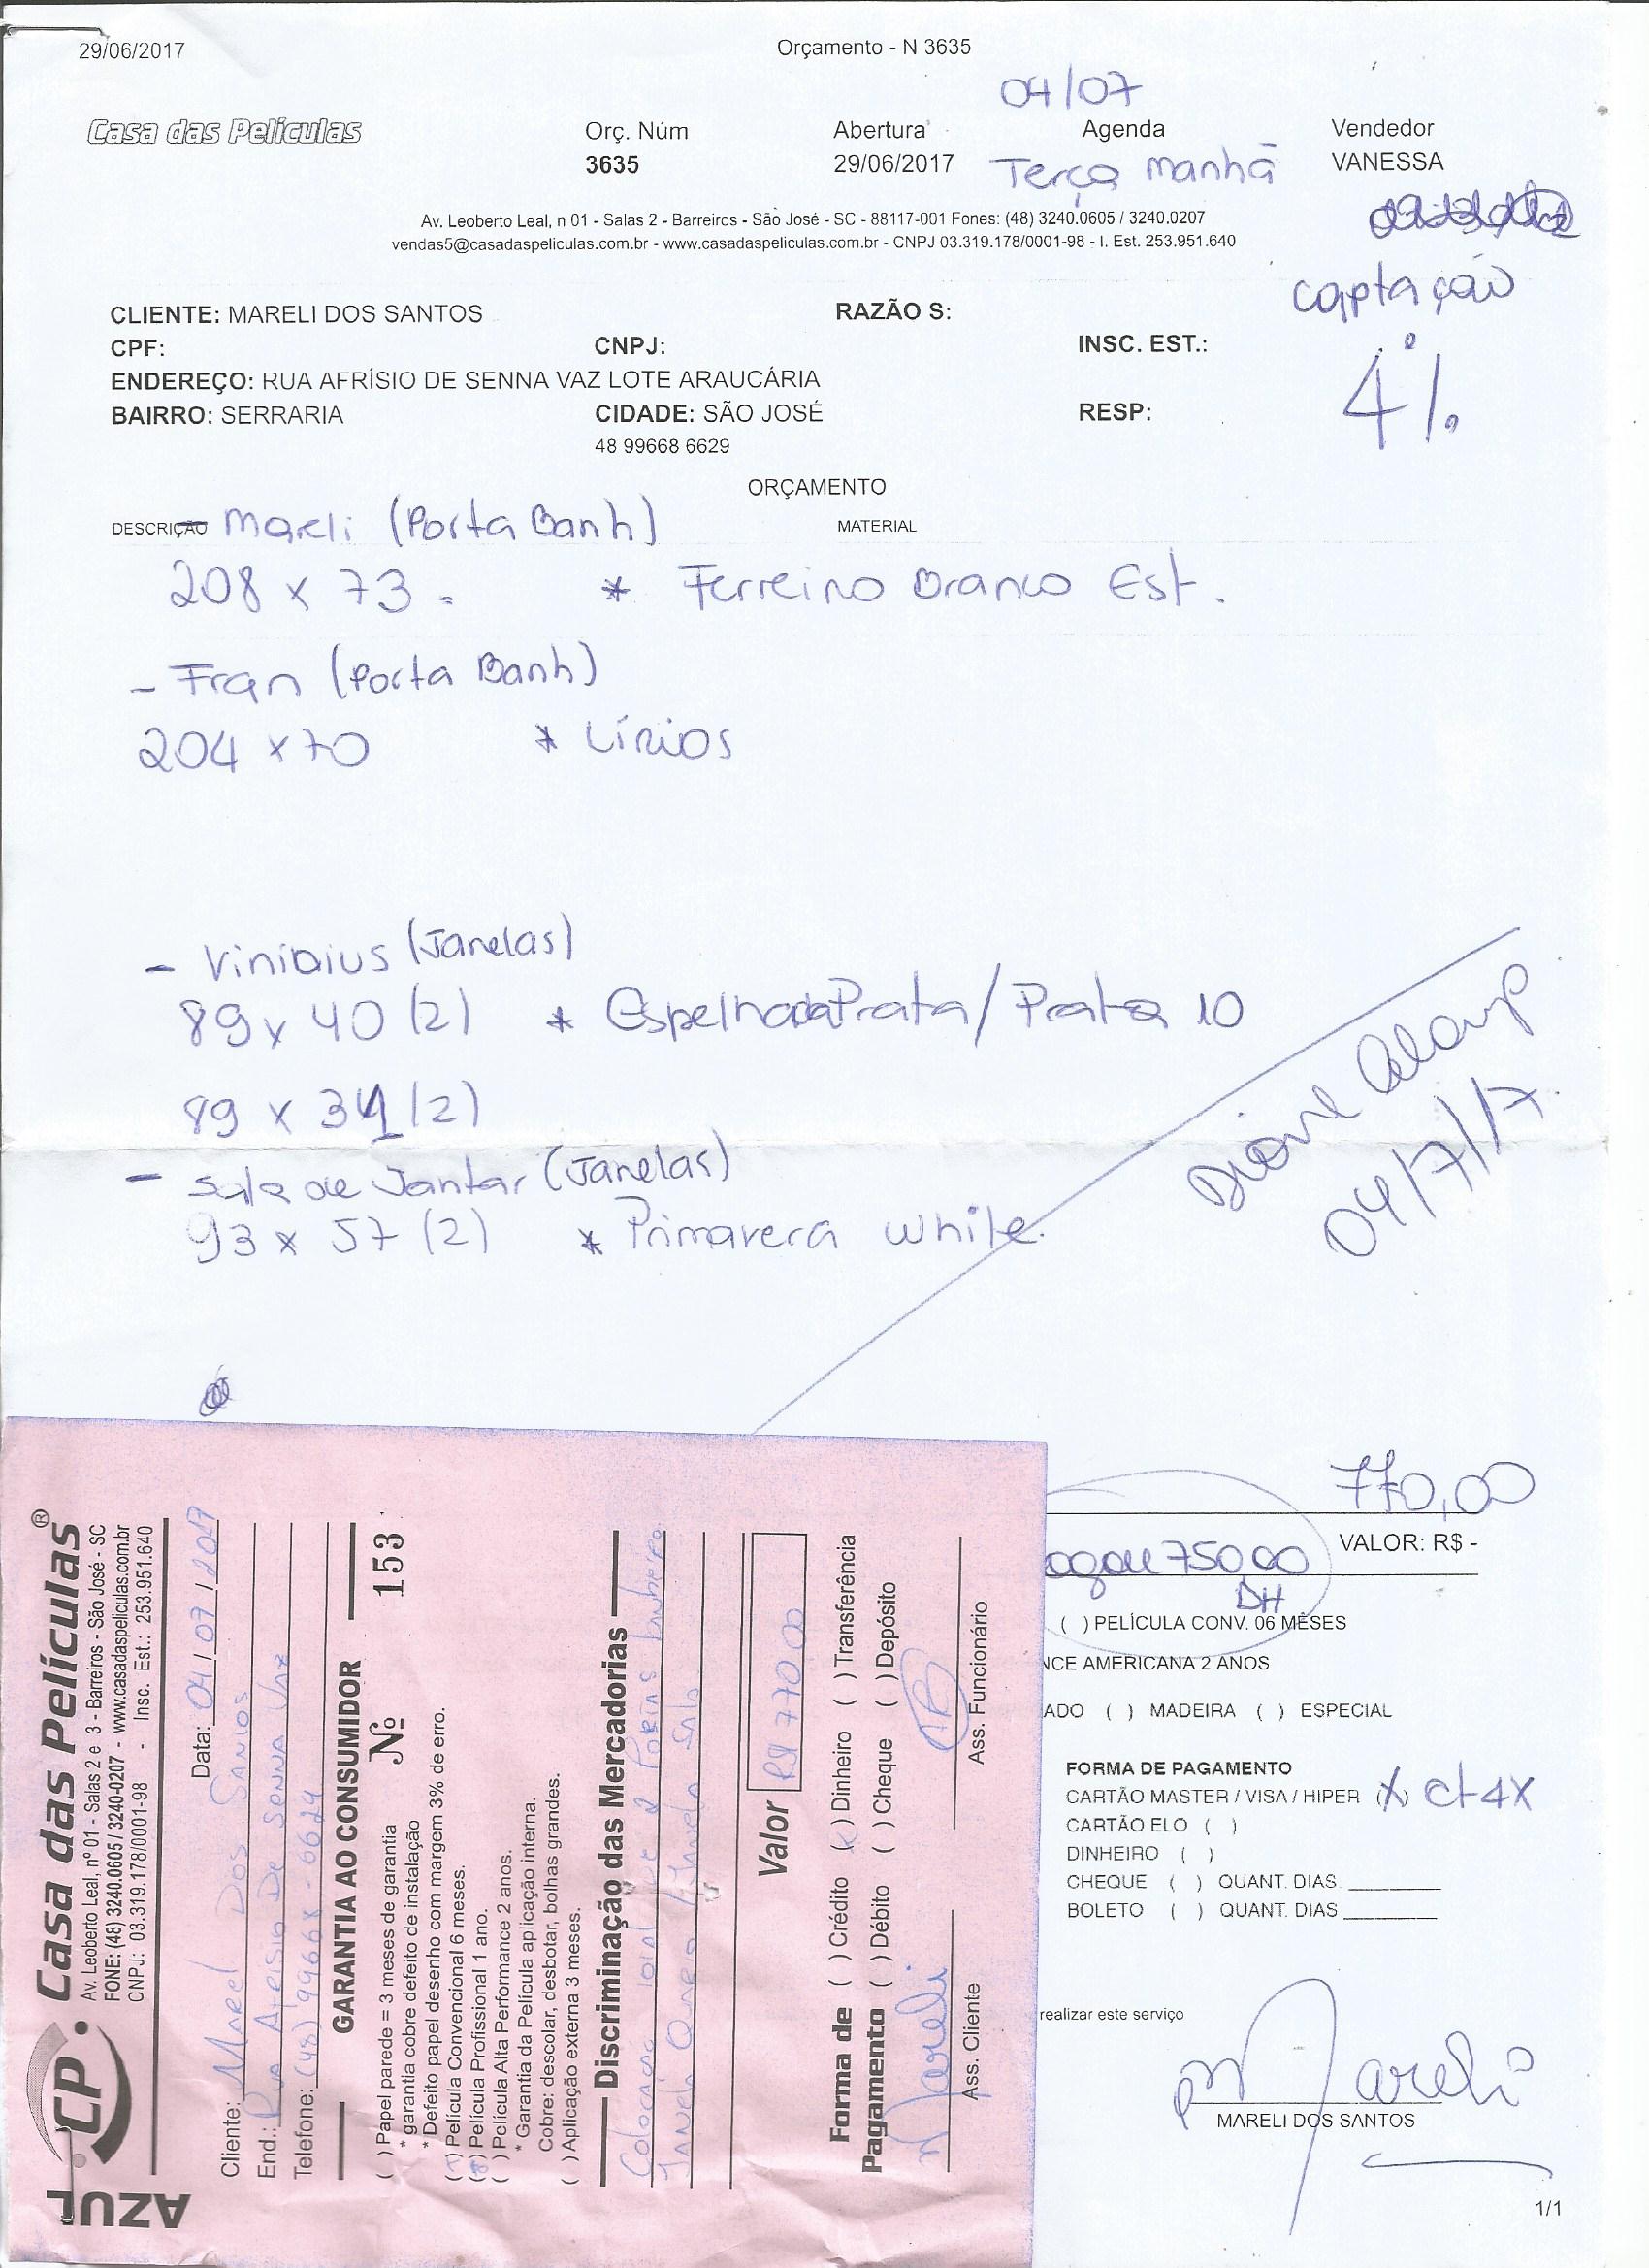 29/06/2017
Orçamento - N 3635
04/07
Casa das Películas
Orç. Núm
Abertura
Agenda
Vendedor
3635
29/06/2017
Terça Manhã
VANESSA
Av. Leoberto Leal, n 01 - Salas 2 - Barreiros - São José - SC - 88117-001 Fones: (48) 3240.0605 / 3240.0207
vendas5@casadaspeliculas.com.br - www.casadaspeliculas.com.br - CNPJ 03.319.178/0001-98 - I. Est. 253.951.640
Captação
4%
CLIENTE: MARELI DOS SANTOS
RAZÃO S:
CPF:
CNPJ:
INSC. EST.:
ENDEREÇO: RUA AFRÍSIO DE SENNA VAZ LOTE ARAUCÁRIA
BAIRRO: SERRARIA
CIDADE: SÃO JOSÉ
RESP:
48 99668 6629
ORÇAMENTO
DESCRIÇÃO
MATERIAL
- Mareli (Porta Banh)
208 x 73 * Ferreino Branco Est.
- Fran (Porta Banh)
204 x 70 * Lírios
- Vinicius (Janelas)
89 x 40 (2) * Espelhada Prata / Prata 10
89 x 31 (2)
- Sala de Jantar (Janelas)
93 x 57 (2) * Primavera White
04/7/17
770,00
VALOR: R$ -
750,00
DH
( ) PELÍCULA CONV. 06 MESES
NCE AMERICANA 2 ANOS
ADO ( ) MADEIRA ( ) ESPECIAL
FORMA DE PAGAMENTO
CARTÃO MASTER / VISA / HIPER (X) Ct 4X
CARTÃO ELO ( )
DINHEIRO ( )
CHEQUE ( ) QUANT. DIAS
BOLETO ( ) QUANT. DIAS
realizar este serviço
Mareli
MARELI DOS SANTOS
1/1
AZUL
CP. Casa das Películas®
Av. Leoberto Leal, nº 01 - Salas 2 e 3 - Barreiros - São José - SC
FONE: (48) 3240.0605 / 3240-0207 - www.casadaspeliculas.com.br
CNPJ: 03.319.178/0001-98 - Insc. Est.: 253.951.640
Data: 04/07/2017
Cliente: Mareli Dos Santos
End.: Rua Afrisio De Senna Vaz
Telefone: (48) 99668-6629
GARANTIA AO CONSUMIDOR
Nº 153
( ) Papel parede = 3 meses de garantia
* garantia cobre defeito de instalação
* Defeito papel desenho com margem 3% de erro.
Película Convencional 6 meses.
Película Profissional 1 ano.
( ) Película Alta Performance 2 anos.
* Garantia da Película aplicação interna.
Cobre: descolar, desbotar, bolhas grandes.
( ) Aplicação externa 3 meses.
Discriminação das Mercadorias
Colocação 2 Portas banheiro.
Janela Janela Sala
Valor R$ 770,00
Forma de Pagamento
( ) Crédito (x) Dinheiro ( ) Transferência
( ) Débito ( ) Cheque ( ) Depósito
Mareli
Ass. Cliente
Ass. Funcionário